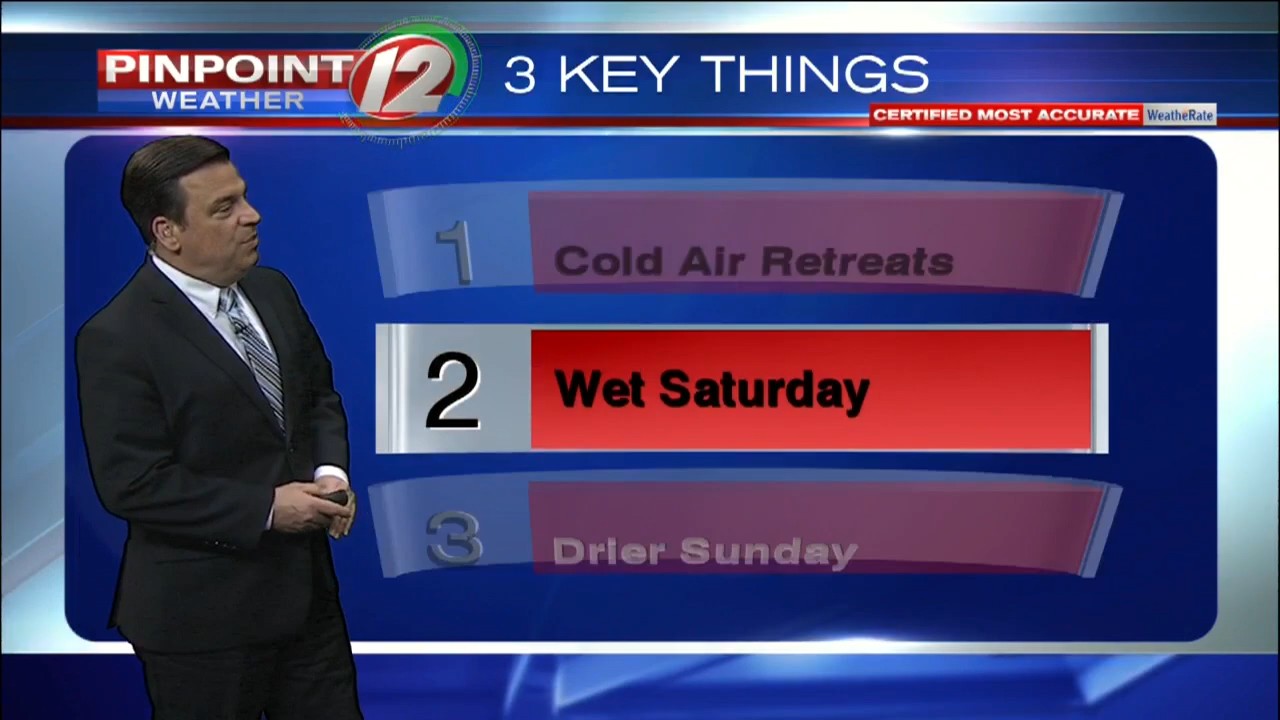 PINPOINT 12
WEATHER
3 KEY THINGS
CERTIFIED MOST ACCURATE WeatheRate
1 Cold Air Retreats
2 Wet Saturday
3 Drier Sunday